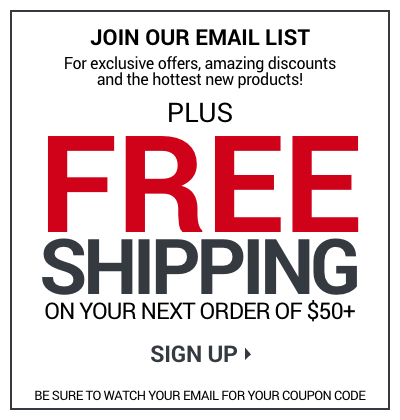 JOIN OUR EMAIL LIST
For exclusive offers, amazing discounts
and the hottest new products!
PLUS
FREE
SHIPPING
ON YOUR NEXT ORDER OF $50+
SIGN UP
BE SURE TO WATCH YOUR EMAIL FOR YOUR COUPON CODE